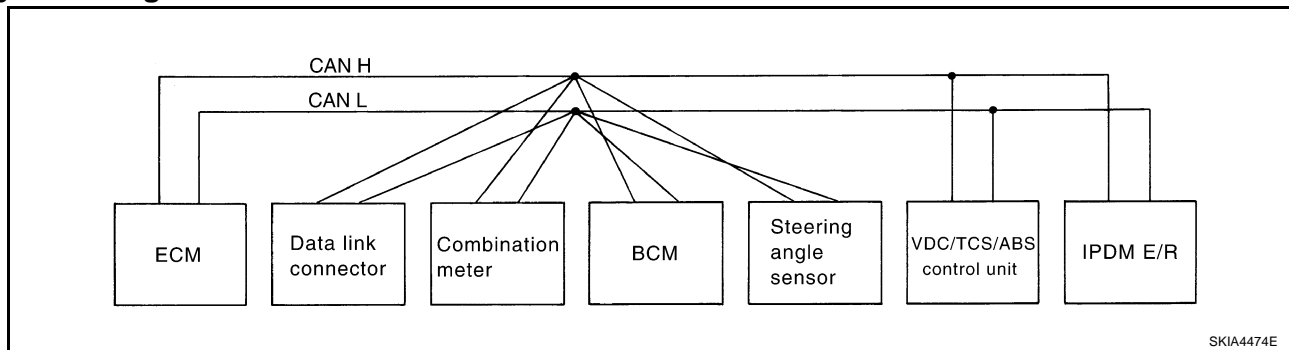 CAN H
CAN L
ECM
Data link
connector
Combination
meter
BCM
Steering
angle
sensor
VDC/TCS/ABS
control unit
IPDM E/R
SKIA4474E